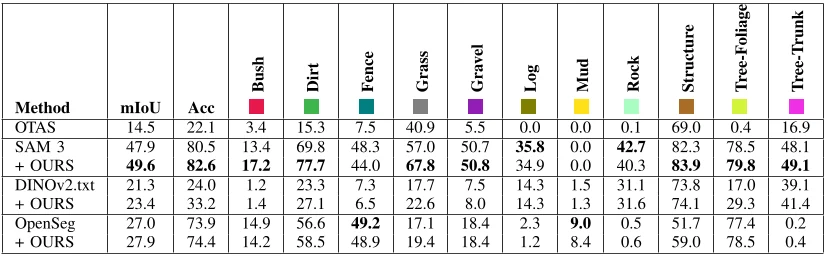 Method mIoU Acc Bush Dirt Fence Grass Gravel Log Mud Rock Structure Tree-Foliage Tree-Trunk
OTAS 14.5 22.1 3.4 15.3 7.5 40.9 5.5 0.0 0.0 0.1 69.0 0.4 16.9
SAM 3 47.9 80.5 13.4 69.8 48.3 57.0 50.7 35.8 0.0 42.7 82.3 78.5 48.1
+ OURS 49.6 82.6 17.2 77.7 44.0 67.8 50.8 34.9 0.0 40.3 83.9 79.8 49.1
DINOv2.txt 21.3 24.0 1.2 23.3 7.3 17.7 7.5 14.3 1.5 31.1 73.8 17.0 39.1
+ OURS 23.4 33.2 1.4 27.1 6.5 22.6 8.0 14.3 1.3 31.6 74.1 29.3 41.4
OpenSeg 27.0 73.9 14.9 56.6 49.2 17.1 18.4 2.3 9.0 0.5 51.7 77.4 0.2
+ OURS 27.9 74.4 14.2 58.5 48.9 19.4 18.4 1.2 8.4 0.6 59.0 78.5 0.4